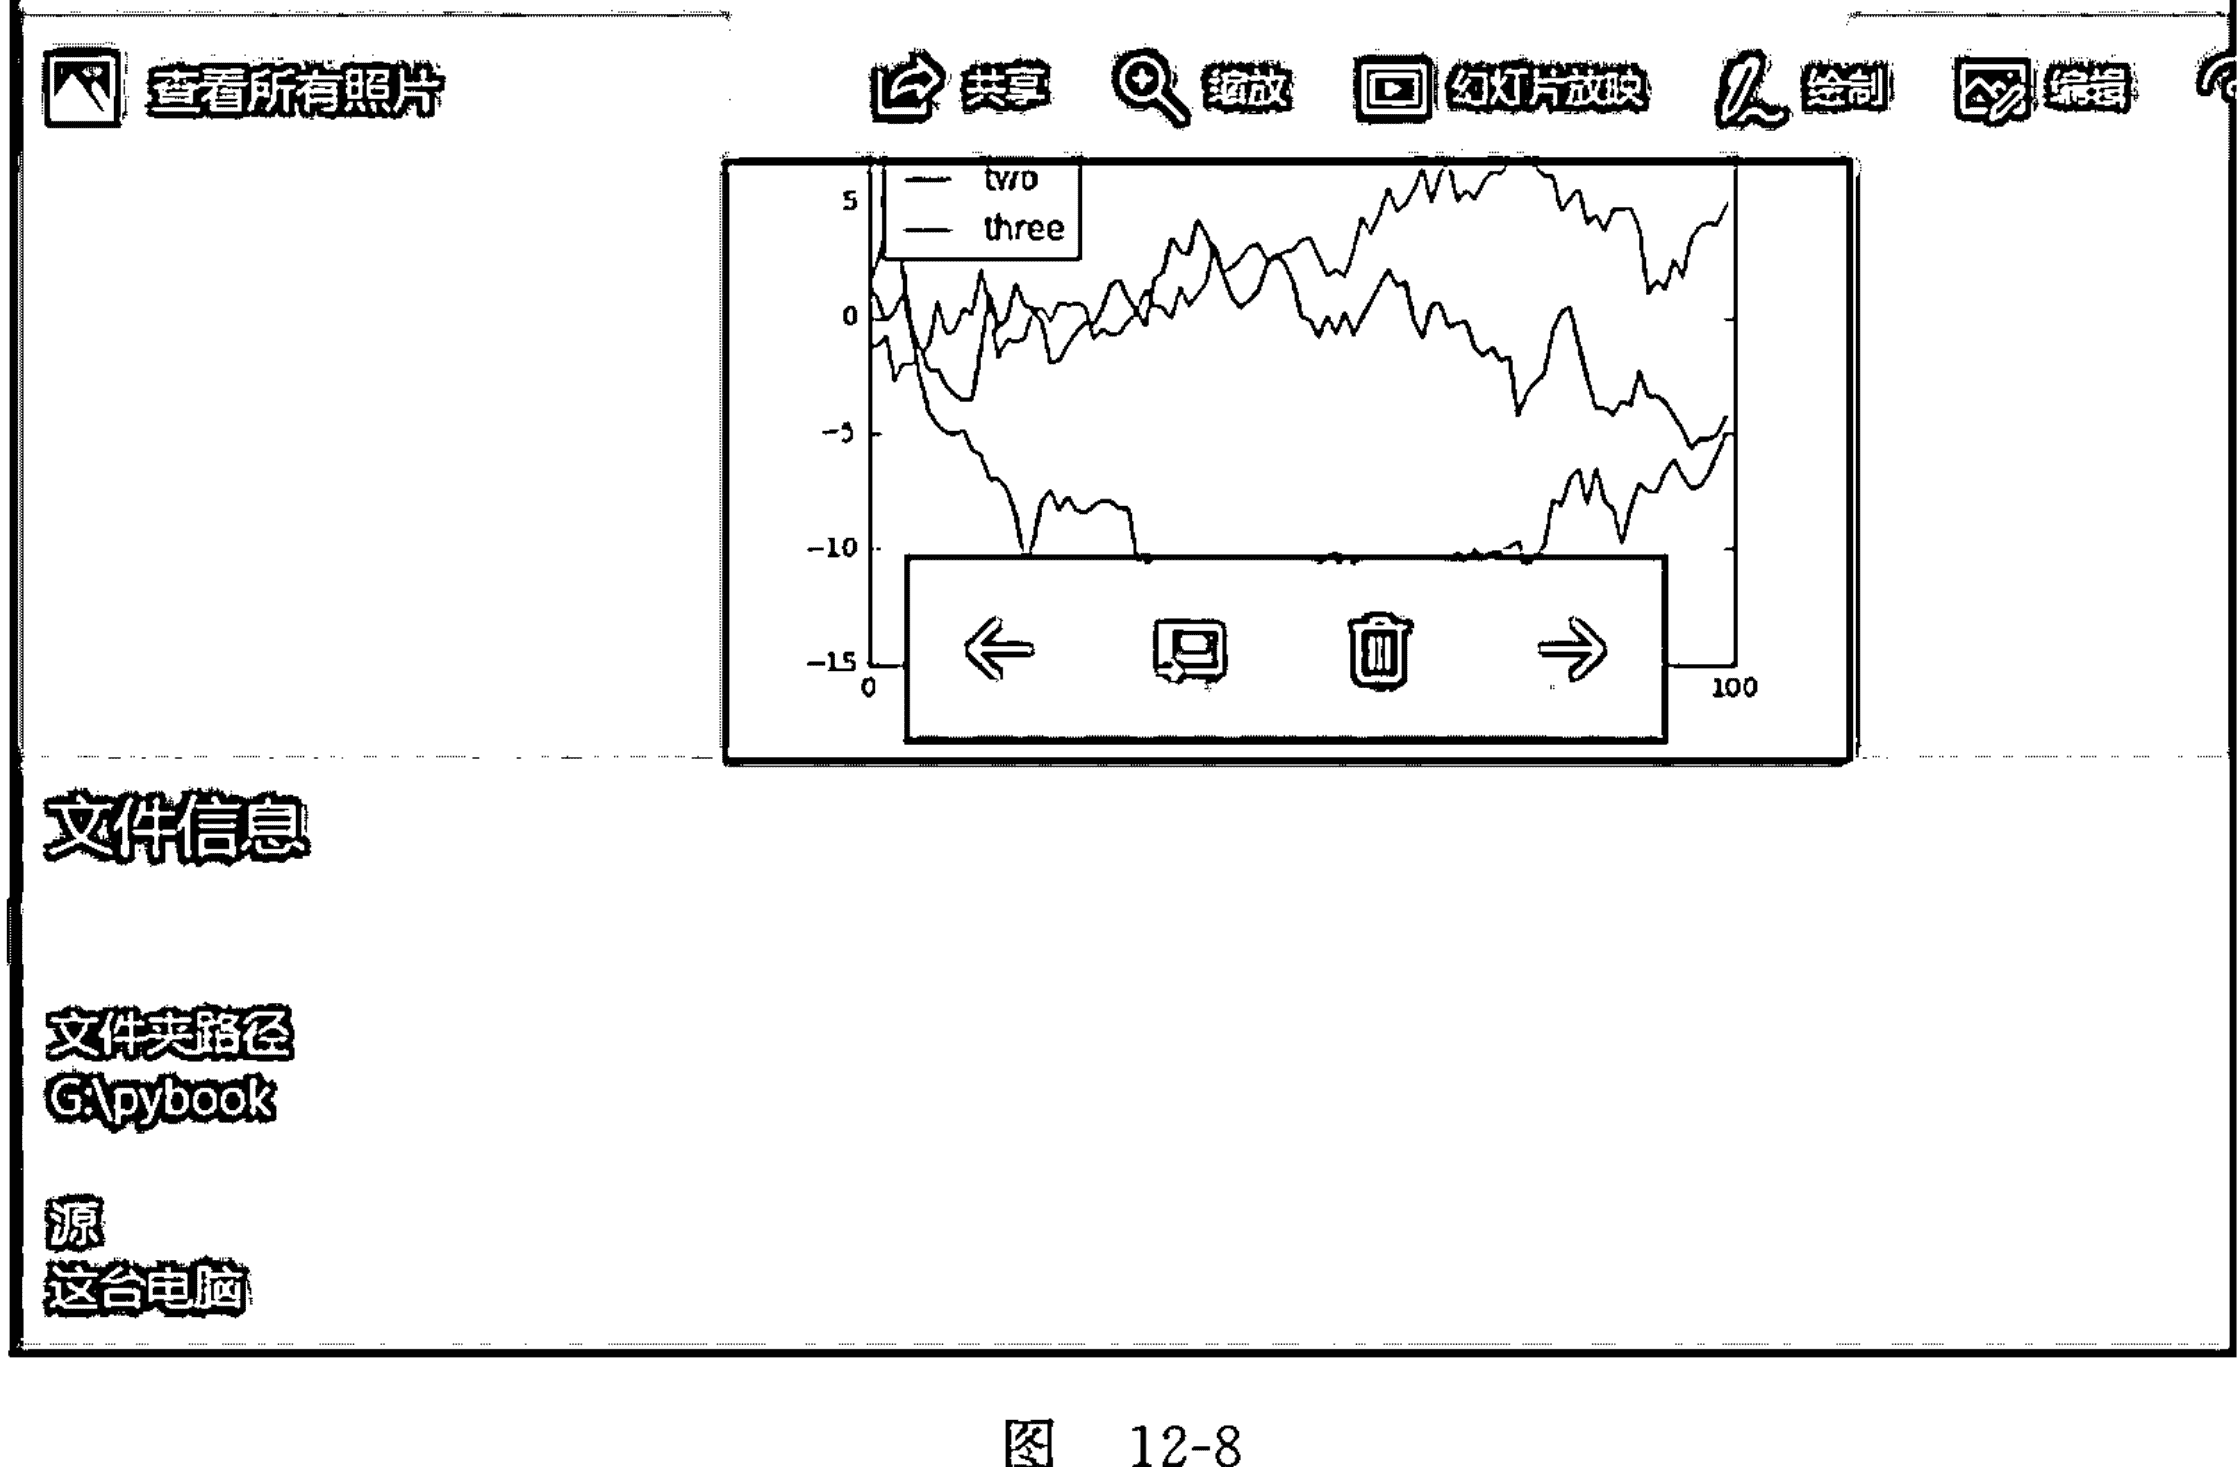 查看所有照片 共享 缩放 幻灯片放映 绘制 编辑
two
5
three
0
-5
-10
-15
0 100
文件信息
文件夹路径
G:\pybook
源
这台电脑
图 12-8